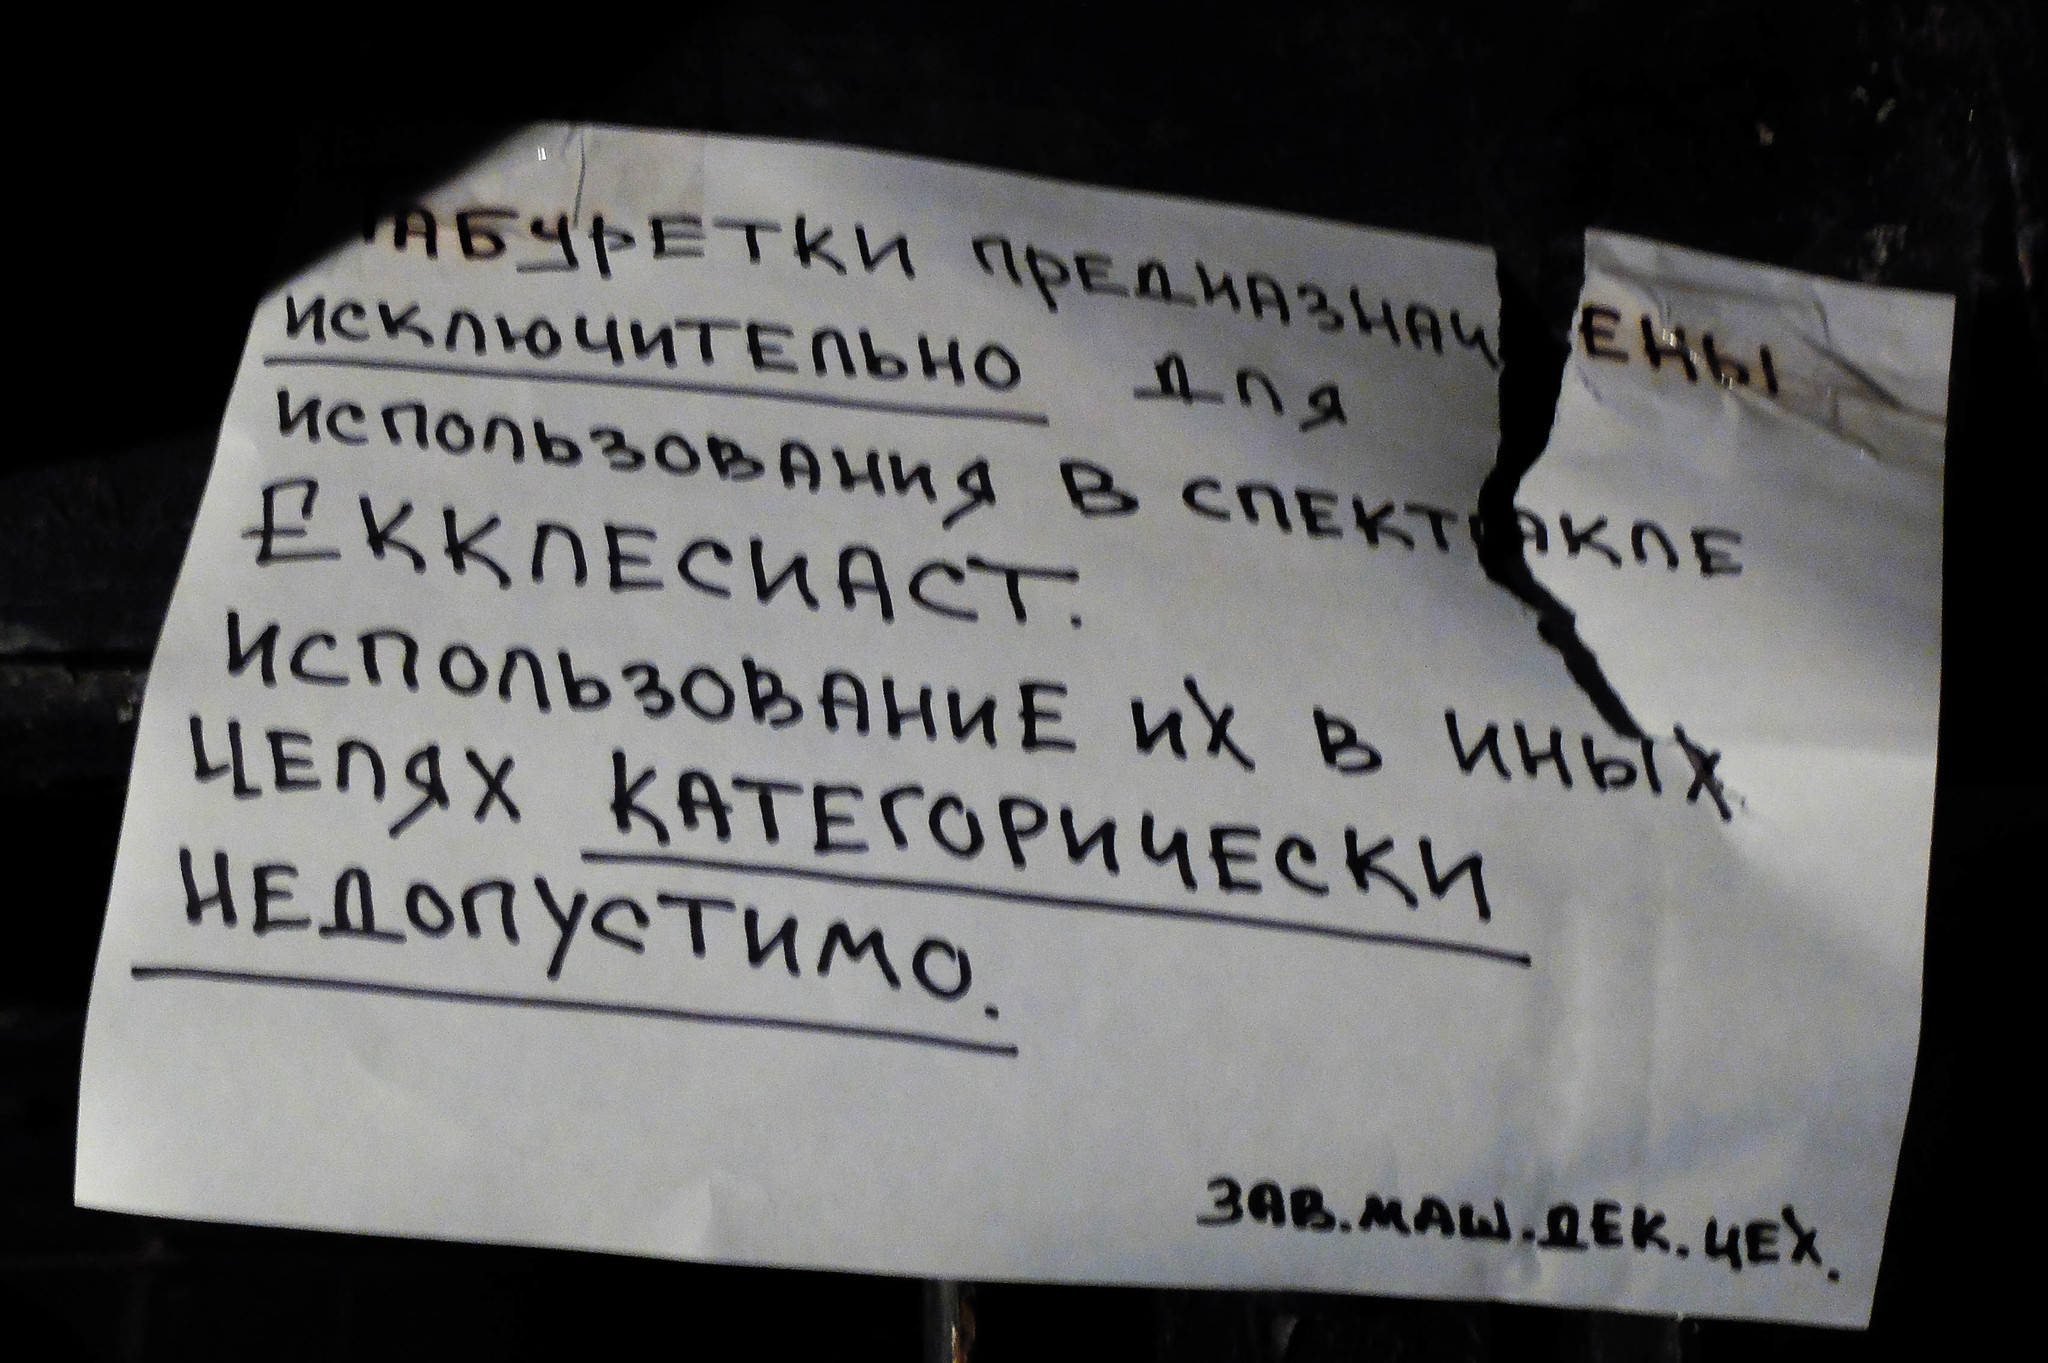 ТАБУРЕТКИ ПРЕДНАЗНАЧЕНЫ
ИСКЛЮЧИТЕЛЬНО ДЛЯ
ИСПОЛЬЗОВАНИЯ В СПЕКТАКЛЕ
ЕККЛЕСИАСТ.
ИСПОЛЬЗОВАНИЕ ИХ В ИНЫХ
ЦЕЛЯХ КАТЕГОРИЧЕСКИ
НЕДОПУСТИМО.
ЗАВ.МАШ.ДЕК.ЦЕХ.